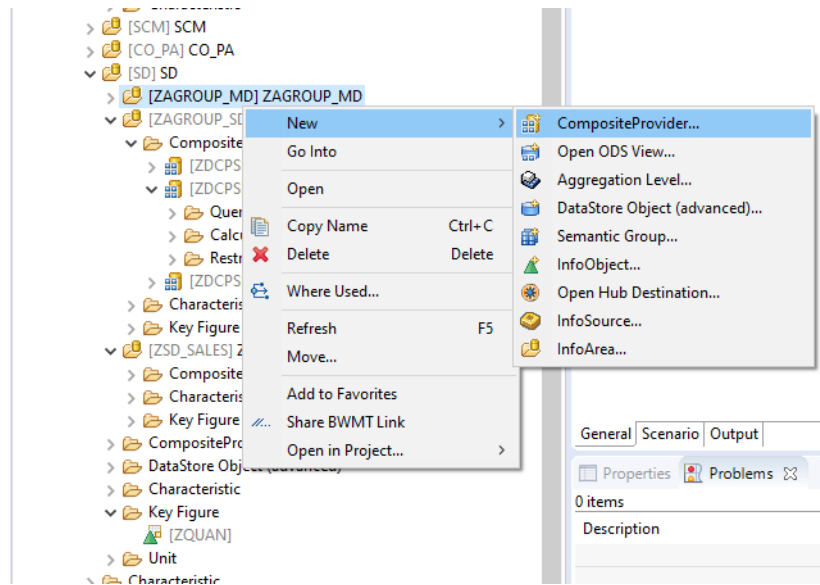 Characteristic
[SCM] SCM
[CO_PA] CO_PA
[SD] SD
[ZAGROUP_MD] ZAGROUP_MD
[ZAGROUP_SD
Composite
[ZDCPS
[ZDCPS
Quer
Calcu
Restr
[ZDCPS
Characteris
Key Figure
[ZSD_SALES] Z
Composite
Characteris
Key Figure
CompositePro
DataStore Object (advanced)
Characteristic
Key Figure
[ZQUAN]
Unit
Characteristic
New
Go Into
Open
Copy Name Ctrl+C
Delete Delete
Where Used...
Refresh F5
Move...
Add to Favorites
Share BWMT Link
Open in Project...
CompositeProvider...
Open ODS View...
Aggregation Level...
DataStore Object (advanced)...
Semantic Group...
InfoObject...
Open Hub Destination...
InfoSource...
InfoArea...
General Scenario Output
Properties Problems
0 items
Description